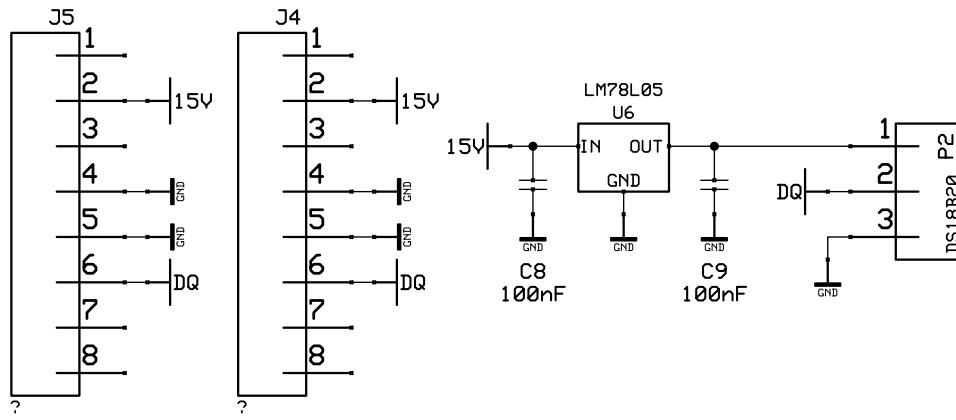 J5
1
2
15V
3
4
GND
5
GND
6
DQ
7
8
?
J4
1
2
15V
3
4
GND
5
GND
6
DQ
7
8
?
LM78L05
U6
15V
IN OUT
GND
GND
GND
GND
C8
100nF
C9
100nF
1
2
3
DQ
GND
P2
DS18B20